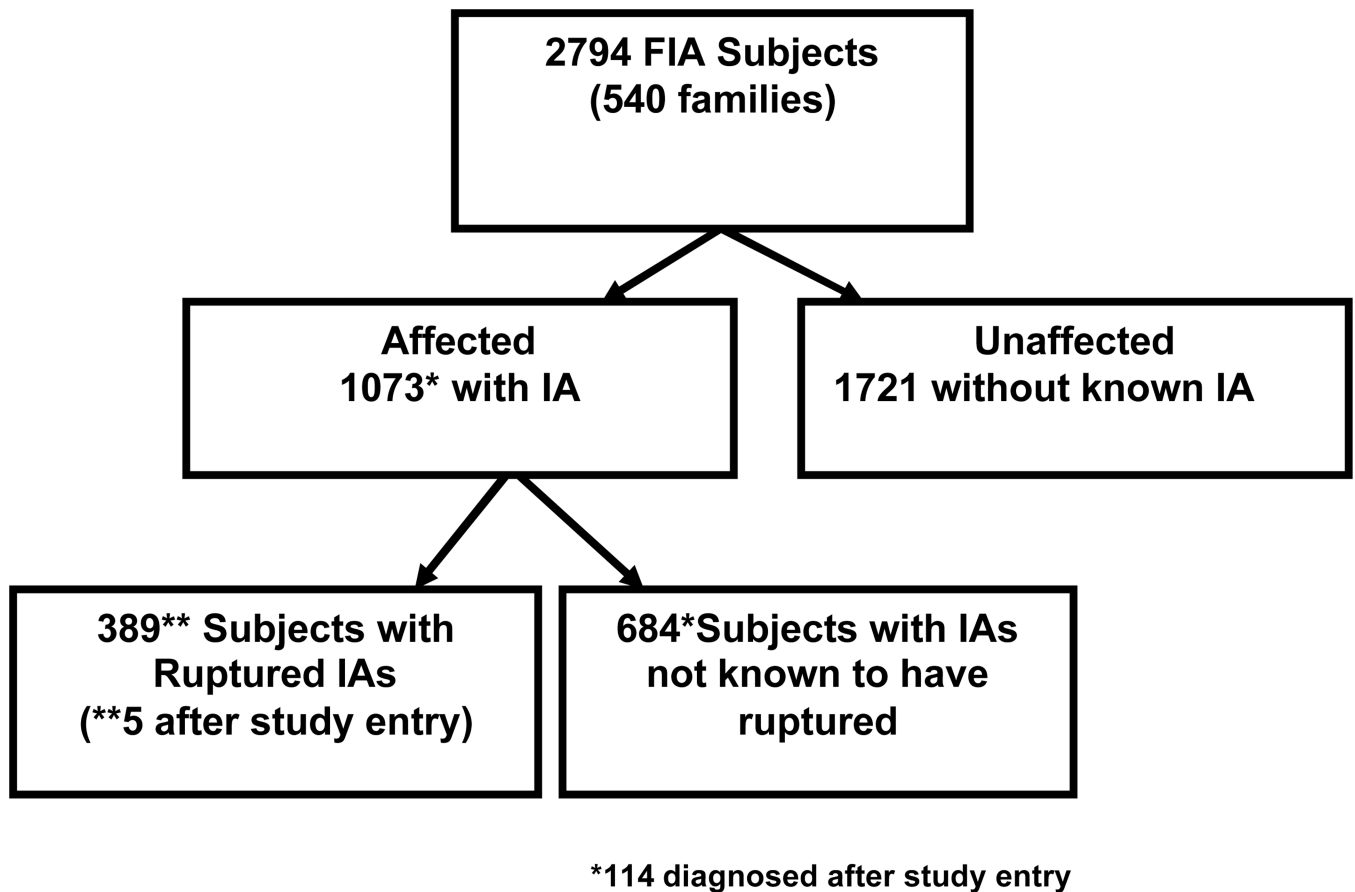 2794 FIA Subjects
(540 families)
Affected
1073* with IA
Unaffected
1721 without known IA
389** Subjects with
Ruptured IAs
(**5 after study entry)
684*Subjects with IAs
not known to have
ruptured
*114 diagnosed after study entry